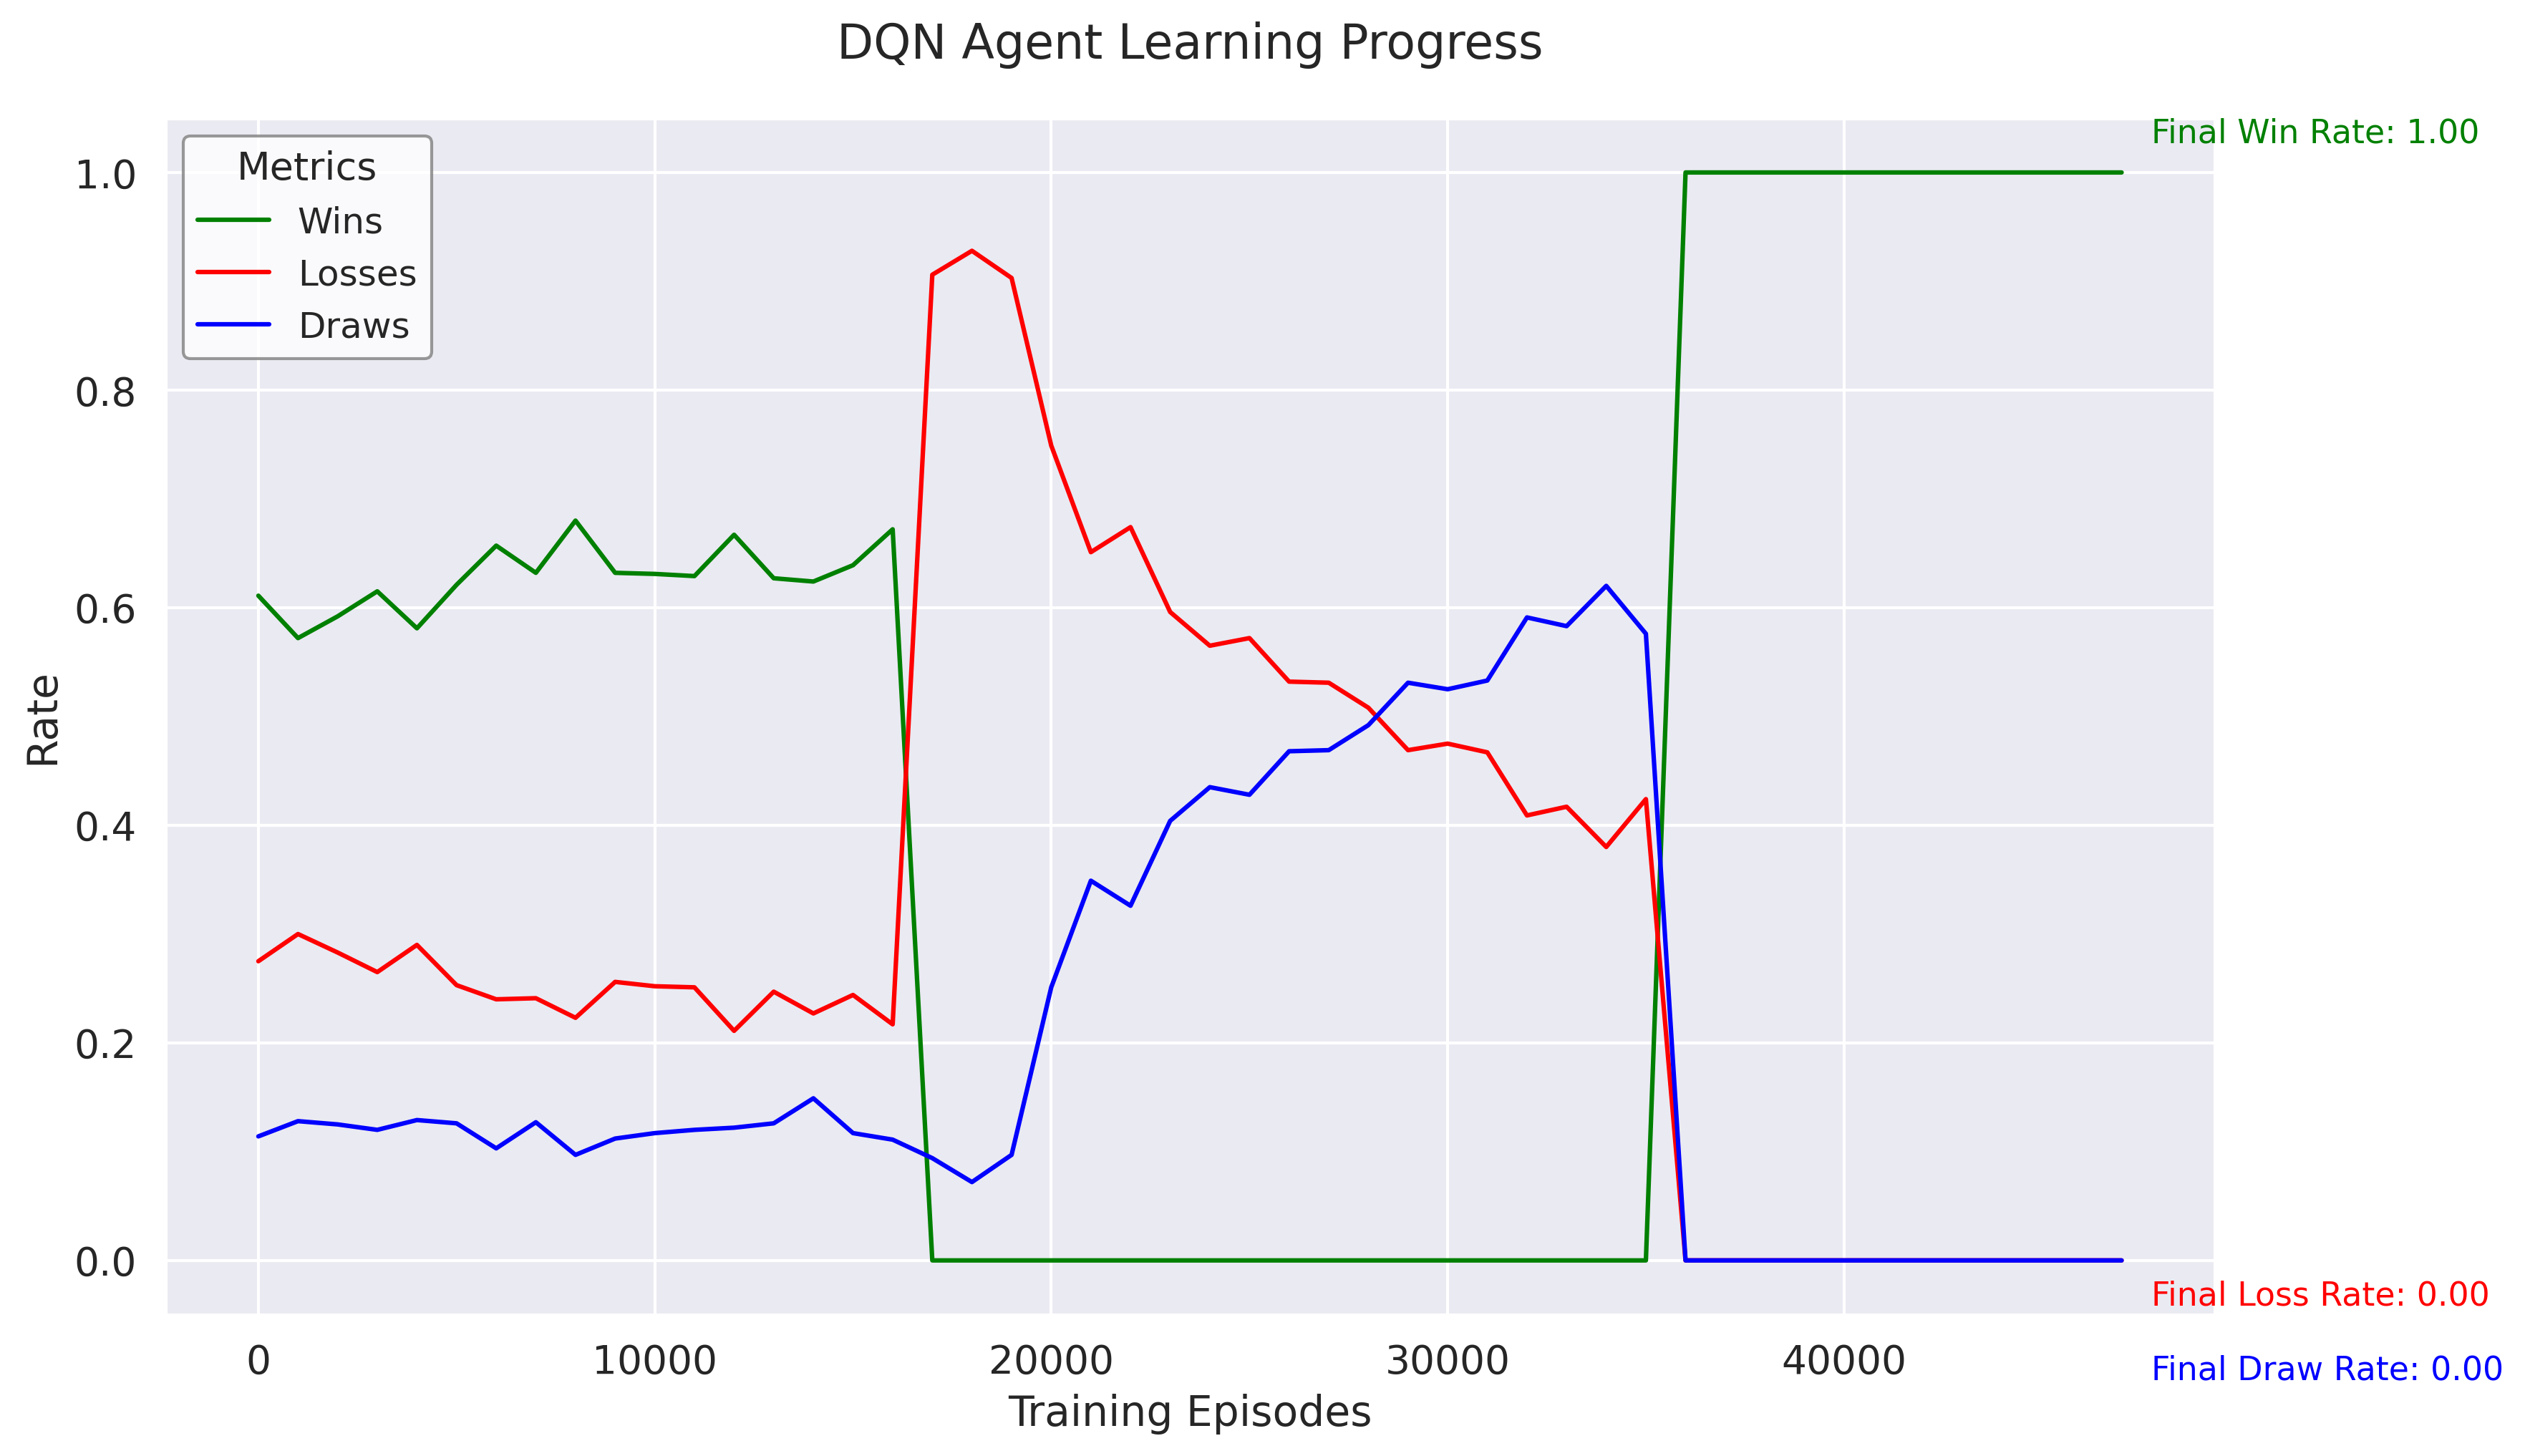 DQN Agent Learning Progress
Final Win Rate: 1.00
Metrics
Wins
Losses
Draws
1.0
0.8
0.6
0.4
0.2
0.0
Rate
Final Loss Rate: 0.00
0 10000 20000 30000 40000
Final Draw Rate: 0.00
Training Episodes